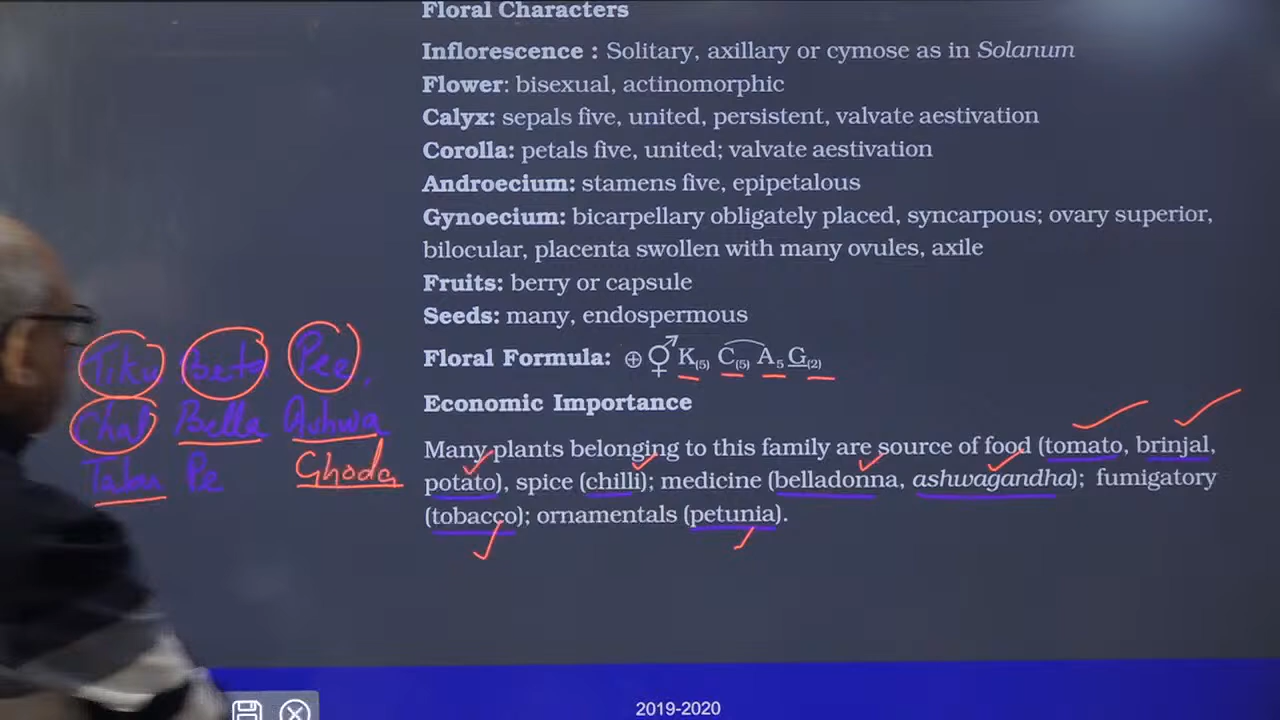 Floral Characters
Inflorescence : Solitary, axillary or cymose as in Solanum
Flower: bisexual, actinomorphic
Calyx: sepals five, united, persistent, valvate aestivation
Corolla: petals five, united; valvate aestivation
Androecium: stamens five, epipetalous
Gynoecium: bicarpellary obligately placed, syncarpous; ovary superior,
bilocular, placenta swollen with many ovules, axile
Fruits: berry or capsule
Seeds: many, endospermous
Floral Formula: ⊕ ⚥ K(5) C(5) A5 G(2)
Economic Importance
Many plants belonging to this family are source of food (tomato, brinjal,
potato), spice (chilli); medicine (belladonna, ashwagandha); fumigatory
(tobacco); ornamentals (petunia).
Beta Pee,
Bella Ashwa
Pe Ghoda
2019-2020